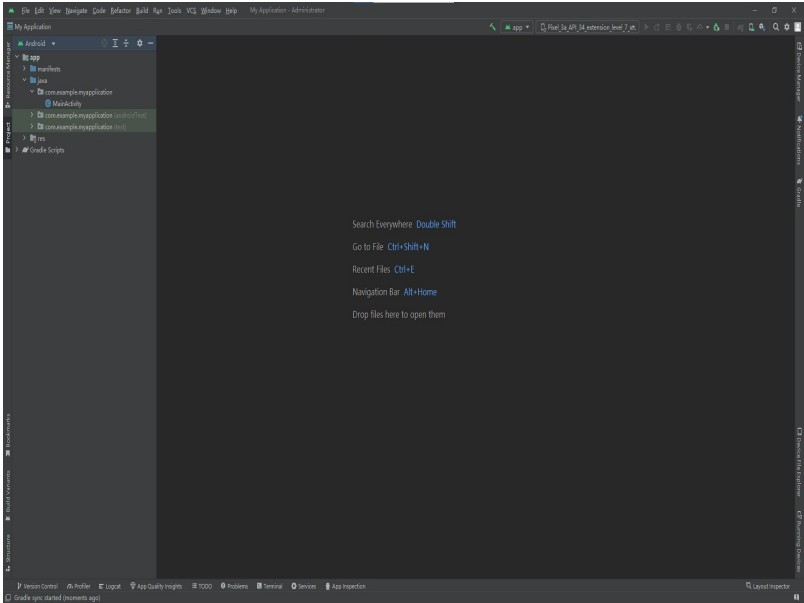 File Edit View Navigate Code Refactor Build Run Tools VCS Window Help My Application - Administrator
My Application
app
Pixel_3a_API_34_extension_level_7_x
Android
app
manifests
java
com.example.myapplication
MainActivity
com.example.myapplication (androidTest)
com.example.myapplication (test)
res
Gradle Scripts
Resource Manager
Project
Bookmarks
Build Variants
Structure
Search Everywhere Double Shift
Go to File Ctrl+Shift+N
Recent Files Ctrl+E
Navigation Bar Alt+Home
Drop files here to open them
Device Manager
Notifications
Gradle
Device File Explorer
Running Devices
Version Control Profiler Logcat App Quality Insights TODO Problems Terminal Services App Inspection Layout Inspector
Gradle sync started (moments ago)